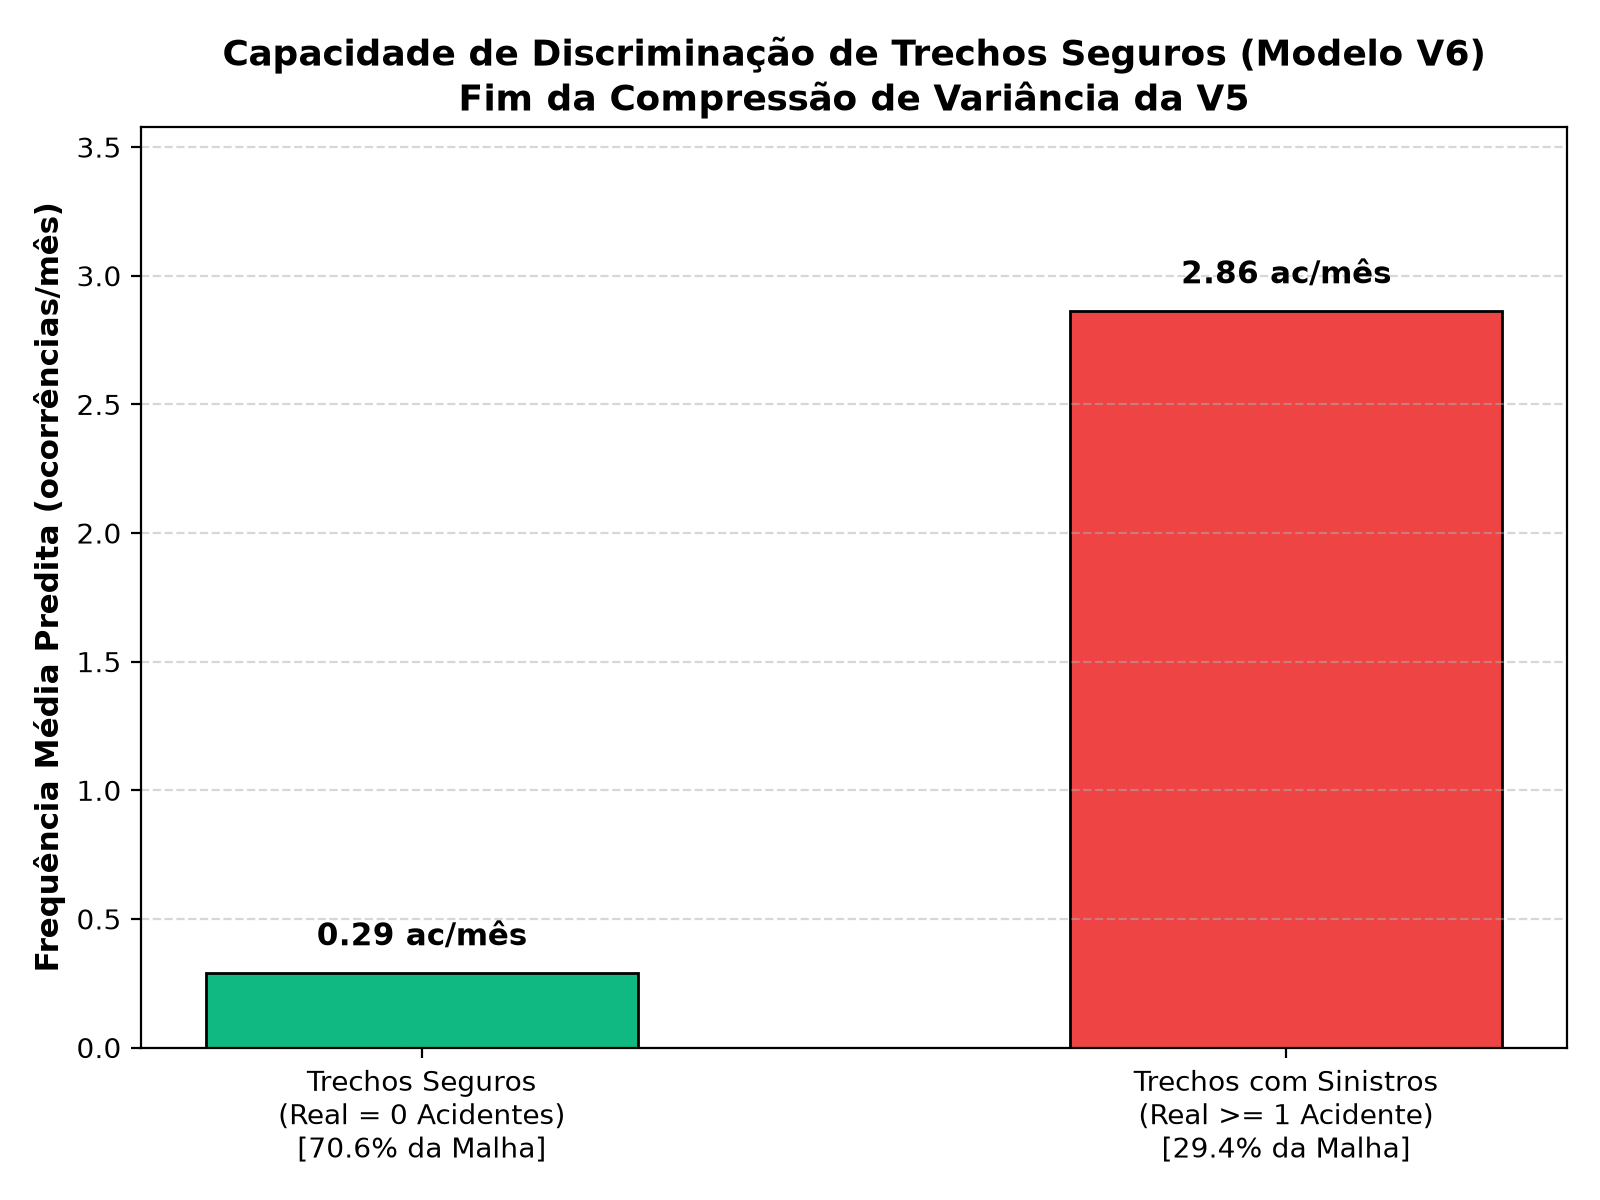 Capacidade de Discriminação de Trechos Seguros (Modelo V6)
Fim da Compressão de Variância da V5
Frequência Média Predita (ocorrências/mês)
3.5
3.0
2.5
2.0
1.5
1.0
0.5
0.0
2.86 ac/mês
0.29 ac/mês
Trechos Seguros
(Real = 0 Acidentes)
[70.6% da Malha]
Trechos com Sinistros
(Real >= 1 Acidente)
[29.4% da Malha]